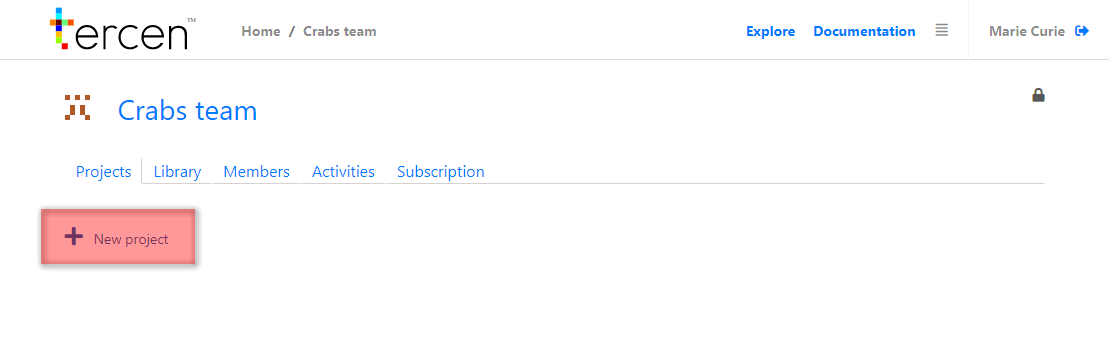 tercen™ Home / Crabs team Explore Documentation Marie Curie
Crabs team
Projects Library Members Activities Subscription
New project